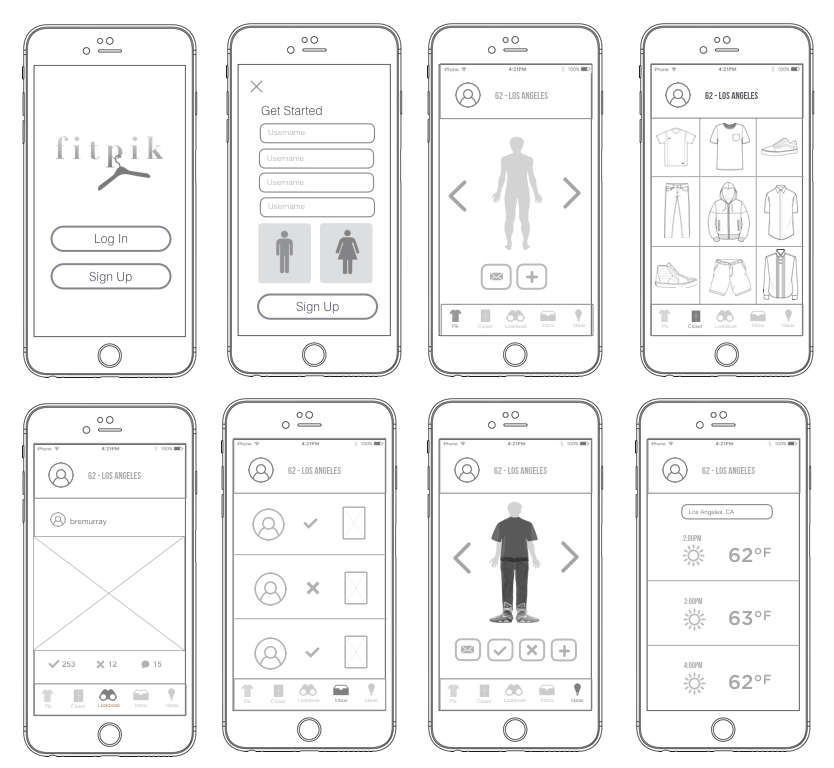 fitpik
Log In
Sign Up
Get Started
Username
Username
Username
Username
Sign Up
iPhone 4:21PM 100%
62 - LOS ANGELES
Pik Closet Lookbook Inbox Ideas
iPhone 4:21PM 100%
62 - LOS ANGELES
Pik Closet Lookbook Inbox Ideas
iPhone 4:21PM 100%
62 - LOS ANGELES
bremurray
253 12 15
Pik Closet Lookbook Inbox Ideas
iPhone 4:21PM 100%
62 - LOS ANGELES
Pik Closet Lookbook Inbox Ideas
iPhone 4:21PM 100%
62 - LOS ANGELES
Pik Closet Lookbook Inbox Ideas
iPhone 4:21PM 100%
62 - LOS ANGELES
Los Angeles, CA
2:00PM
62°F
3:00PM
63°F
4:00PM
62°F